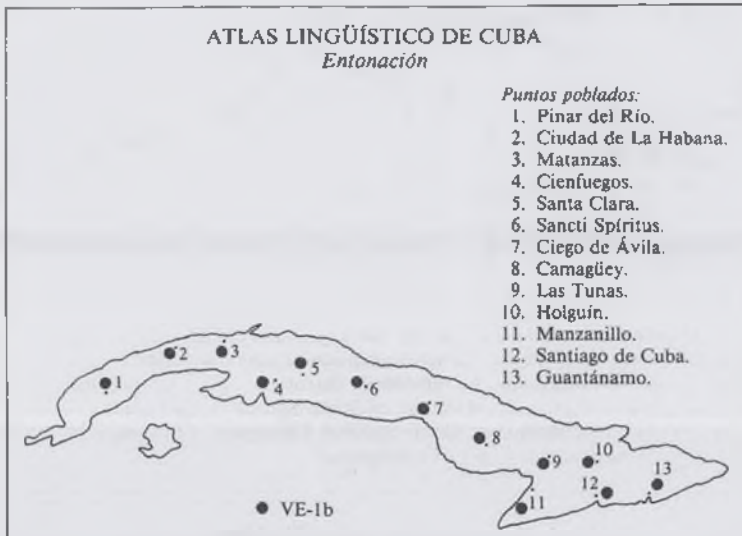 ATLAS LINGÜÍSTICO DE CUBA
Entonación
Puntos poblados:
1. Pinar del Río.
2. Ciudad de La Habana.
3. Matanzas.
4. Cienfuegos.
5. Santa Clara.
6. Sancti Spíritus.
7. Ciego de Ávila.
8. Camagüey.
9. Las Tunas.
10. Holguín.
11. Manzanillo.
12. Santiago de Cuba.
13. Guantánamo.
1
2
3
4
5
6
7
8
9
10
11
12
13
VE-1b